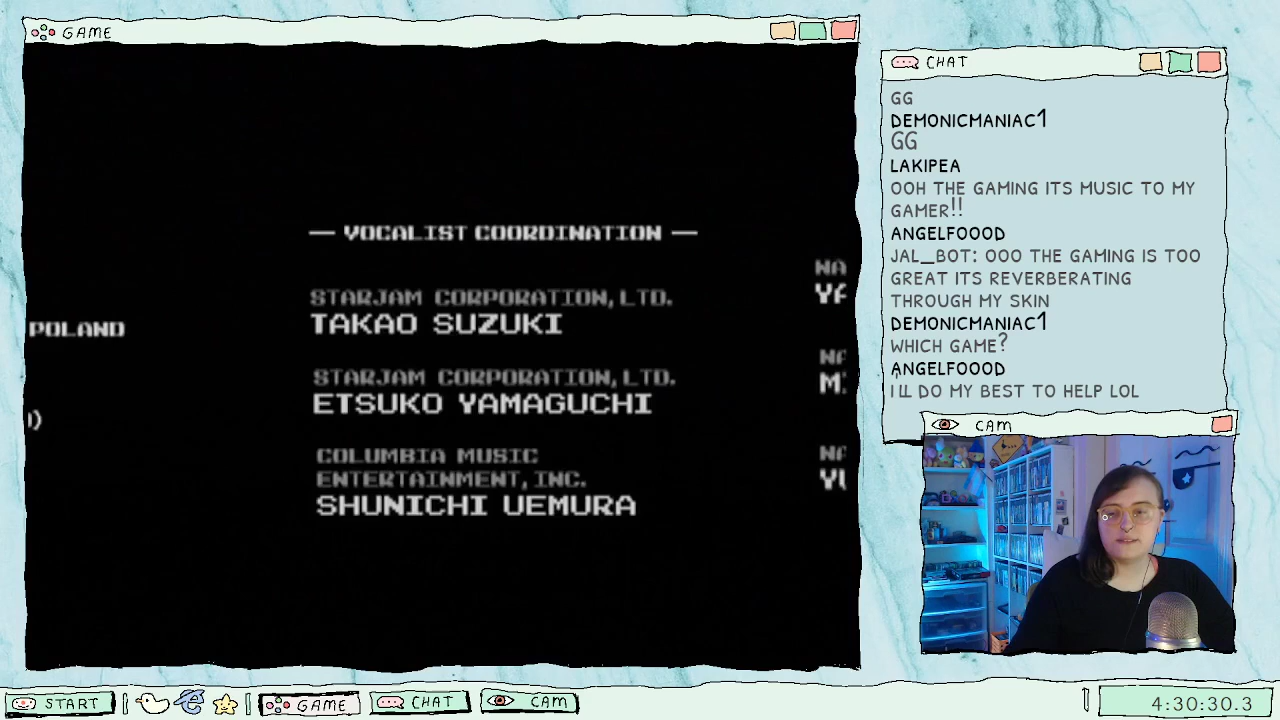 GAME
POLAND
— VOCALIST COORDINATION —
STARJAM CORPORATION, LTD.
TAKAO SUZUKI
STARJAM CORPORATION, LTD.
ETSUKO YAMAGUCHI
COLUMBIA MUSIC
ENTERTAINMENT, INC.
SHUNICHI UEMURA
CHAT
GG
DEMONICMANIAC1
GG
LAKIPEA
OOH THE GAMING ITS MUSIC TO MY
GAMER!!
ANGELFOOOD
JAL_BOT: OOO THE GAMING IS TOO
GREAT ITS REVERBERATING
THROUGH MY SKIN
DEMONICMANIAC1
WHICH GAME?
ANGELFOOOD
I'LL DO MY BEST TO HELP LOL
CAM
START
GAME
CHAT
CAM
4:30:30.3